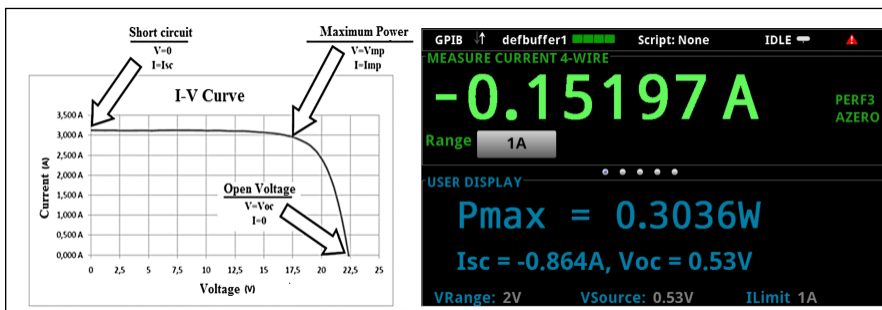 Short circuit
V=0
I=Isc
Maximum Power
V=Vmp
I=Imp
I-V Curve
3,500 A
3,000 A
2,500 A
2,000 A
1,500 A
1,000 A
0,500 A
0,000 A
Current (A)
Open Voltage
V=Voc
I=0
0 2,5 5 7,5 10 12,5 15 17,5 20 22,5 25
Voltage (V)
GPIB defbuffer1 Script: None IDLE
MEASURE CURRENT 4-WIRE
-0.15197 A
PERF3
AZERO
Range 1A
USER DISPLAY
Pmax = 0.3036W
Isc = -0.864A, Voc = 0.53V
VRange: 2V VSource: 0.53V ILimit 1A